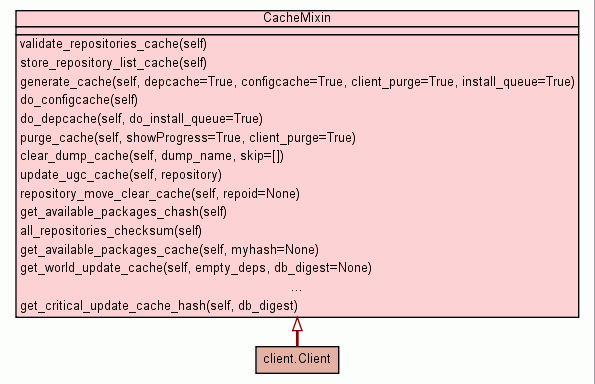 CacheMixin
validate_repositories_cache(self)
store_repository_list_cache(self)
generate_cache(self, depcache=True, configcache=True, client_purge=True, install_queue=True)
do_configcache(self)
do_depcache(self, do_install_queue=True)
purge_cache(self, showProgress=True, client_purge=True)
clear_dump_cache(self, dump_name, skip=[])
update_ugc_cache(self, repository)
repository_move_clear_cache(self, repoid=None)
get_available_packages_chash(self)
all_repositories_checksum(self)
get_available_packages_cache(self, myhash=None)
get_world_update_cache(self, empty_deps, db_digest=None)
...
get_critical_update_cache_hash(self, db_digest)
client.Client